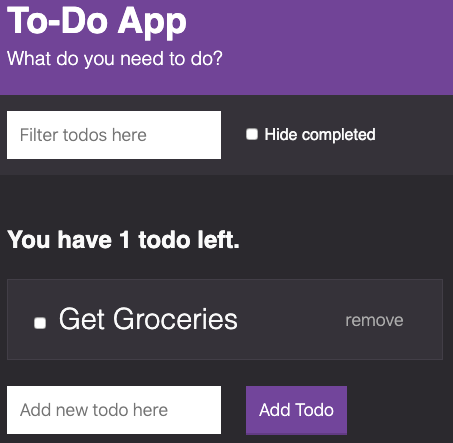 To-Do App
What do you need to do?
Filter todos here
Hide completed
You have 1 todo left.
Get Groceries
remove
Add new todo here
Add Todo